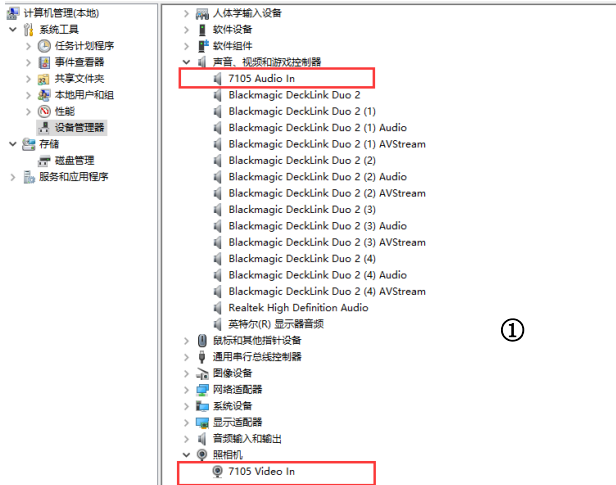 计算机管理(本地)
系统工具
任务计划程序
事件查看器
共享文件夹
本地用户和组
性能
设备管理器
存储
磁盘管理
服务和应用程序
人体学输入设备
软件设备
软件组件
声音、视频和游戏控制器
7105 Audio In
Blackmagic DeckLink Duo 2
Blackmagic DeckLink Duo 2 (1)
Blackmagic DeckLink Duo 2 (1) Audio
Blackmagic DeckLink Duo 2 (1) AVStream
Blackmagic DeckLink Duo 2 (2)
Blackmagic DeckLink Duo 2 (2) Audio
Blackmagic DeckLink Duo 2 (2) AVStream
Blackmagic DeckLink Duo 2 (3)
Blackmagic DeckLink Duo 2 (3) Audio
Blackmagic DeckLink Duo 2 (3) AVStream
Blackmagic DeckLink Duo 2 (4)
Blackmagic DeckLink Duo 2 (4) Audio
Blackmagic DeckLink Duo 2 (4) AVStream
Realtek High Definition Audio
英特尔(R) 显示器音频
鼠标和其他指针设备
通用串行总线控制器
图像设备
网络适配器
系统设备
显示适配器
音频输入和输出
照相机
7105 Video In
①